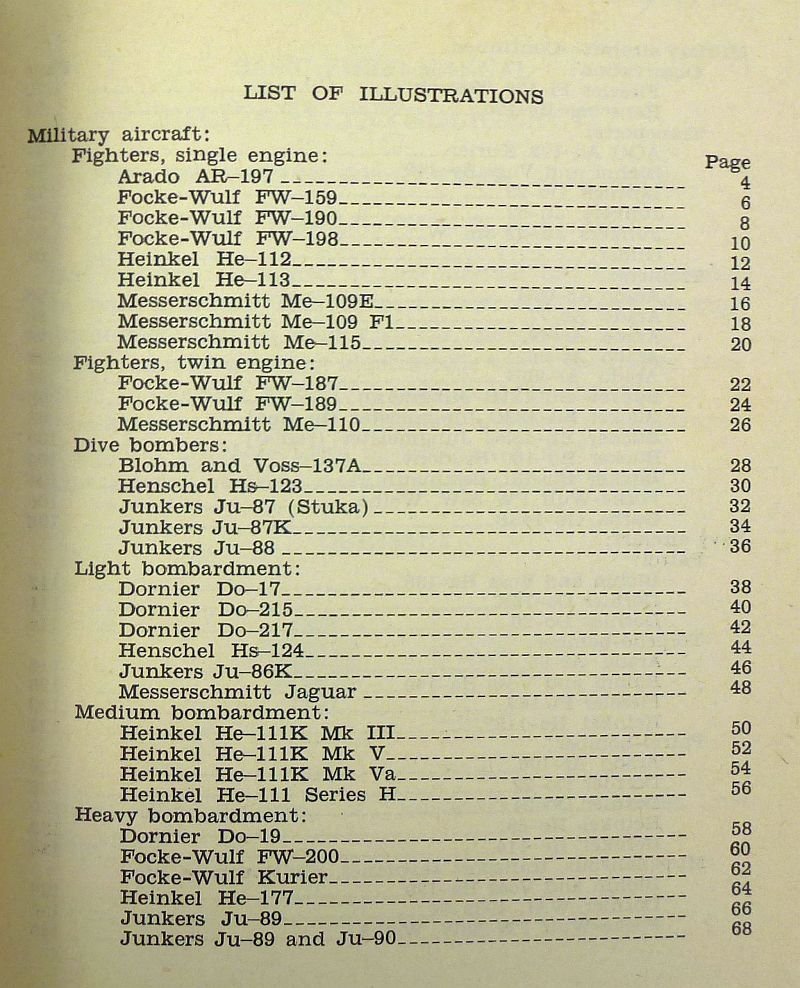 LIST OF ILLUSTRATIONS
Military aircraft:
Fighters, single engine: Page
Arado AR—197 4
Focke-Wulf FW—159 6
Focke-Wulf FW—190 8
Focke-Wulf FW—198 10
Heinkel He—112 12
Heinkel He—113 14
Messerschmitt Me—109E 16
Messerschmitt Me—109 F1 18
Messerschmitt Me—115 20
Fighters, twin engine:
Focke-Wulf FW—187 22
Focke-Wulf FW—189 24
Messerschmitt Me—110 26
Dive bombers:
Blohm and Voss—137A 28
Henschel Hs—123 30
Junkers Ju—87 (Stuka) 32
Junkers Ju—87K 34
Junkers Ju—88 36
Light bombardment:
Dornier Do—17 38
Dornier Do—215 40
Dornier Do—217 42
Henschel Hs—124 44
Junkers Ju—86K 46
Messerschmitt Jaguar 48
Medium bombardment:
Heinkel He—111K Mk III 50
Heinkel He—111K Mk V 52
Heinkel He—111K Mk Va 54
Heinkel He—111 Series H 56
Heavy bombardment:
Dornier Do—19 58
Focke-Wulf FW—200 60
Focke-Wulf Kurier 62
Heinkel He—177 64
Junkers Ju—89 66
Junkers Ju—89 and Ju—90 68